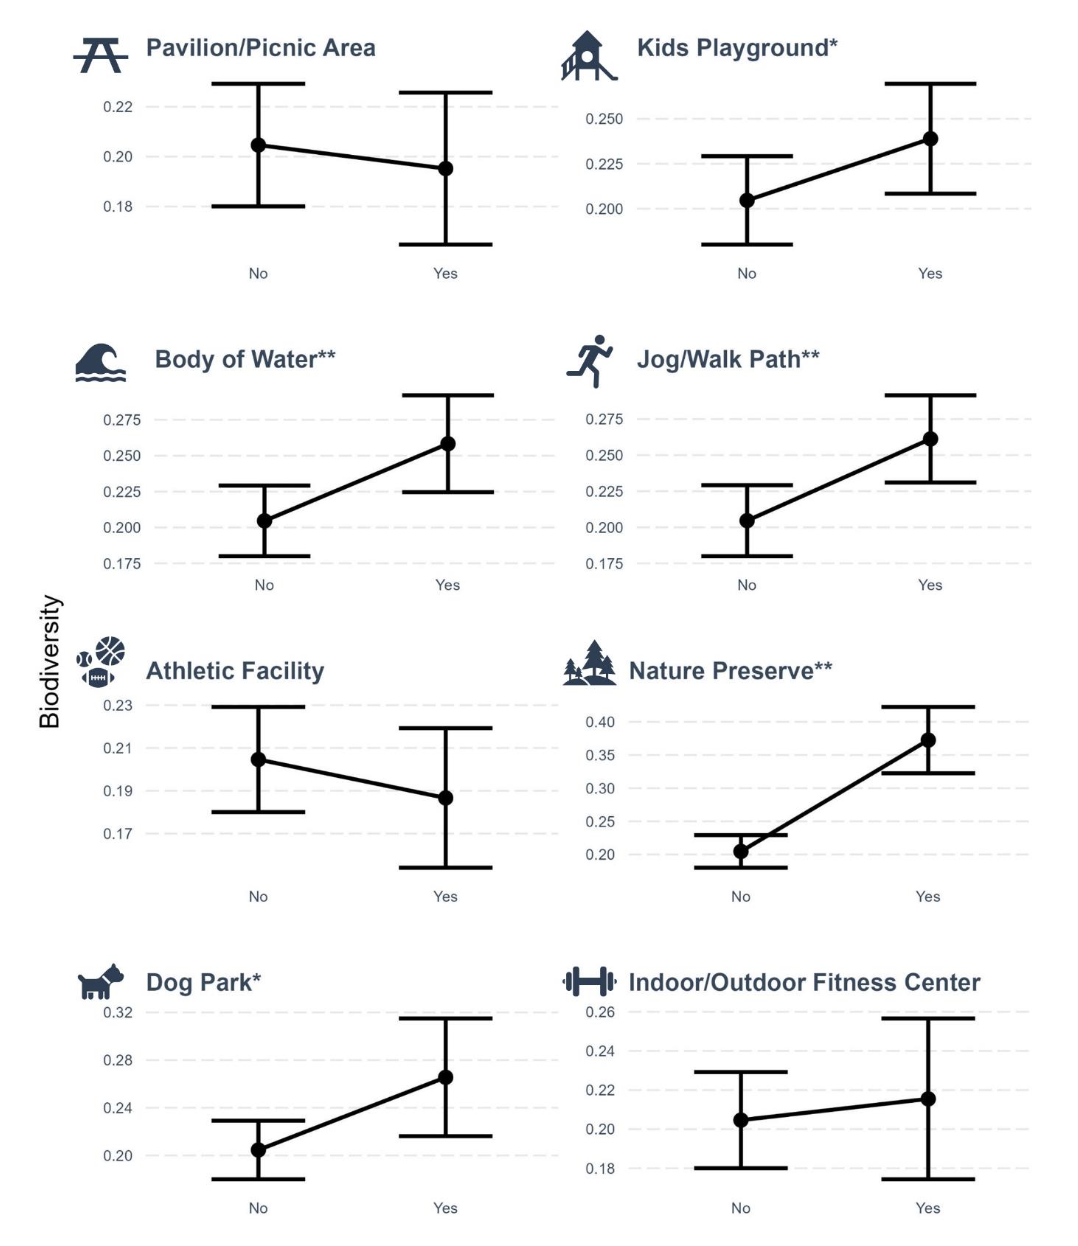 Pavilion/Picnic Area
0.22
0.20
0.18
No Yes
Kids Playground*
0.250
0.225
0.200
No Yes
Body of Water**
0.275
0.250
0.225
0.200
0.175
No Yes
Jog/Walk Path**
0.275
0.250
0.225
0.200
0.175
No Yes
Biodiversity
Athletic Facility
0.23
0.21
0.19
0.17
No Yes
Nature Preserve**
0.40
0.35
0.30
0.25
0.20
No Yes
Dog Park*
0.32
0.28
0.24
0.20
No Yes
Indoor/Outdoor Fitness Center
0.26
0.24
0.22
0.20
0.18
No Yes